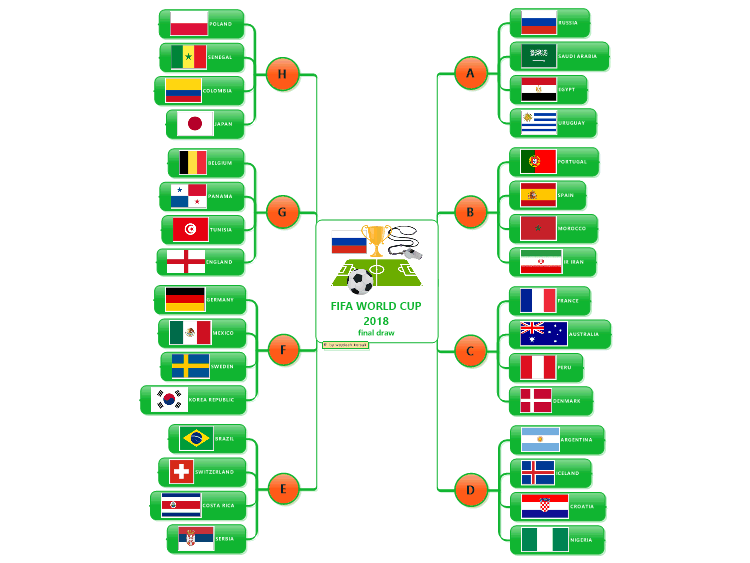 POLAND
SENEGAL
COLOMBIA
JAPAN
H
BELGIUM
PANAMA
TUNISIA
ENGLAND
G
GERMANY
MEXICO
SWEDEN
KOREA REPUBLIC
F
BRAZIL
SWITZERLAND
COSTA RICA
SERBIA
E
FIFA WORLD CUP
2018
final draw
RUSSIA
SAUDI ARABIA
EGYPT
URUGUAY
A
PORTUGAL
SPAIN
MOROCCO
IR IRAN
B
FRANCE
AUSTRALIA
PERU
DENMARK
C
ARGENTINA
ICELAND
CROATIA
NIGERIA
D